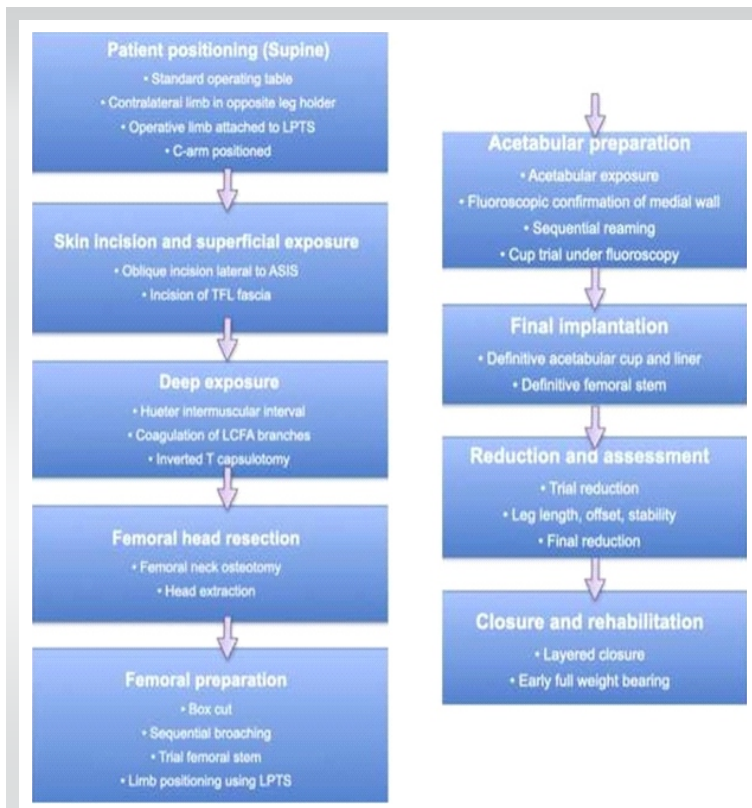 Patient positioning (Supine)
• Standard operating table
• Contralateral limb in opposite leg holder
• Operative limb attached to LPTS
• C-arm positioned
Skin incision and superficial exposure
• Oblique incision lateral to ASIS
• Incision of TFL fascia
Deep exposure
• Hueter intermuscular interval
• Coagulation of LCFA branches
• Inverted T capsulotomy
Femoral head resection
• Femoral neck osteotomy
• Head extraction
Femoral preparation
• Box cut
• Sequential broaching
• Trial femoral stem
• Limb positioning using LPTS
Acetabular preparation
• Acetabular exposure
• Fluoroscopic confirmation of medial wall
• Sequential reaming
• Cup trial under fluoroscopy
Final implantation
• Definitive acetabular cup and liner
• Definitive femoral stem
Reduction and assessment
• Trial reduction
• Leg length, offset, stability
• Final reduction
Closure and rehabilitation
• Layered closure
• Early full weight bearing